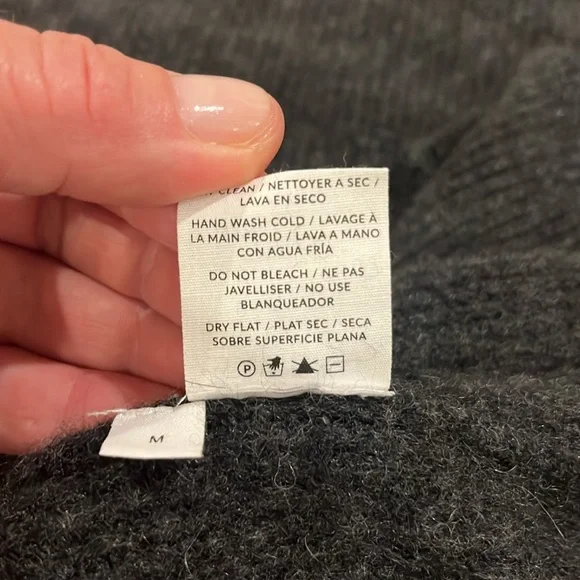 CLEAN / NETTOYER A SEC /
LAVA EN SECO
HAND WASH COLD / LAVAGE À
LA MAIN FROID / LAVA A MANO
CON AGUA FRÍA
DO NOT BLEACH / NE PAS
JAVELLISER / NO USE
BLANQUEADOR
DRY FLAT / PLAT SEC / SECA
SOBRE SUPERFICIE PLANA
P
M